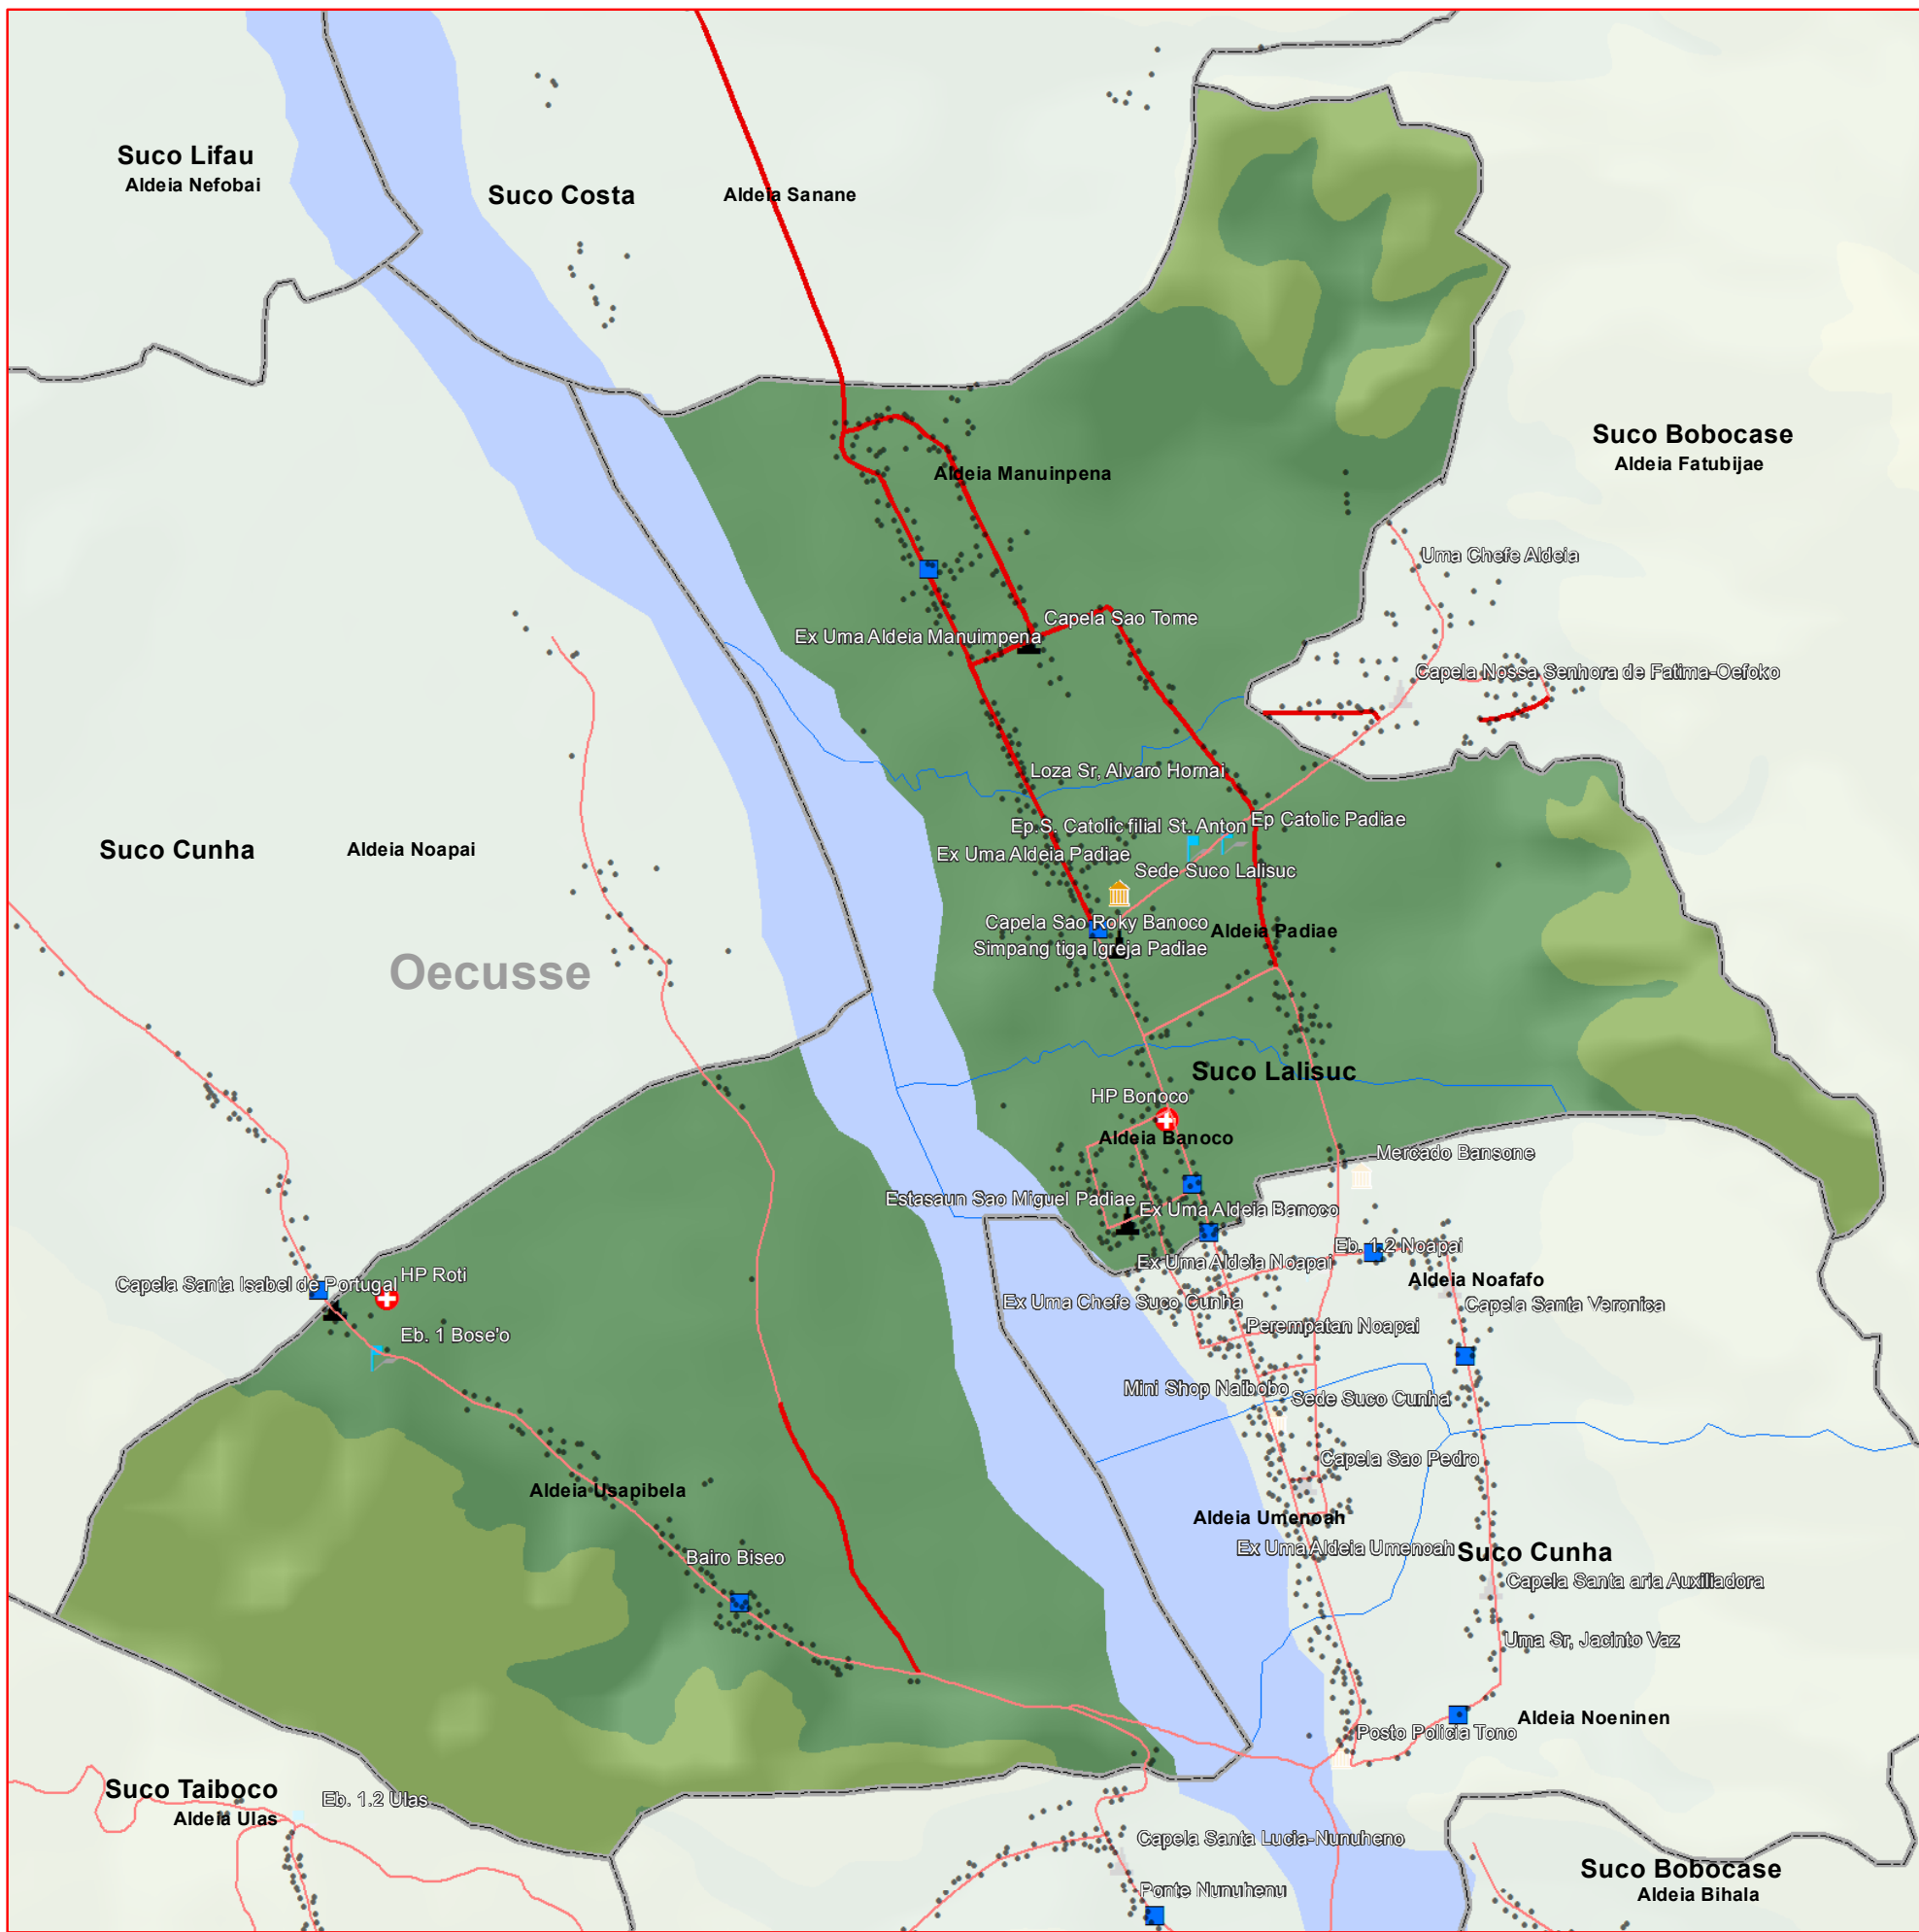 Suco Lifau
Aldeia Nefobai
Suco Costa
Aldeia Sanane
Suco Bobocase
Aldeia Fatubijae
Aldeia Manuinpena
Uma Chefe Aldeia
Capela Sao Tome
Ex Uma Aldeia Manuimpena
Capela Nossa Senhora de Fatima-Oefoko
Loza Sr, Alvaro Hornai
Ep.S. Catolic filial St. Anton
Ep Catolic Padiae
Ex Uma Aldeia Padiae
Sede Suco Lalisuc
Suco Cunha
Aldeia Noapai
Capela Sao Roky Banoco
Aldeia Padiae
Simpang tiga Igreja Padiae
Oecusse
Suco Lalisuc
HP Bonoco
Aldeia Banoco
Mercado Bansone
Estasaun Sao Miguel Padiae
Ex Uma Aldeia Banoco
Eb. 1.2 Noapai
Ex Uma Aldeia Noapai
Aldeia Noafafo
HP Roti
Capela Santa Isabel de Portugal
Ex Uma Chefe Suco Cunha
Capela Santa Veronica
Perempatan Noapai
Eb. 1 Bose'o
Mini Shop Naibobo
Sede Suco Cunha
Capela Sao Pedro
Aldeia Usapibela
Aldeia Umenoah
Ex Uma Aldeia Umenoah
Suco Cunha
Bairo Biseo
Capela Santa aria Auxiliadora
Uma Sr, Jacinto Vaz
Aldeia Noeninen
Posto Policia Tono
Suco Taiboco
Eb. 1.2 Ulas
Aldeia Ulas
Capela Santa Lucia-Nunuheno
Suco Bobocase
Ponte Nunuhenu
Aldeia Bihala